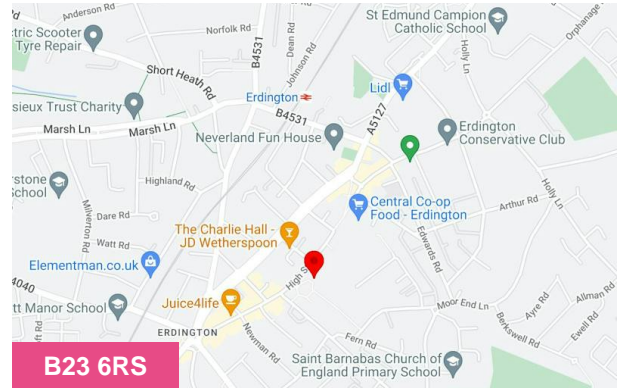 Anderson Rd
Norfolk Rd
St Edmund Campion
Catholic School
Orphanage
ctric Scooter
Tyre Repair
B4531
Dean Rd
Johnson Rd
Holly Ln
Short Heath Rd
Lidl
Erdington
sieux Trust Charity
B4531
A5127
Marsh Ln
Marsh Ln
Neverland Fun House
Erdington
Conservative Club
rstone
School
Highland Rd
Holly Ln
Milverton Rd
Dare Rd
Central Co-op
Food - Erdington
Arthur Rd
Watt Rd
The Charlie Hall -
JD Wetherspoon
Edwards Rd
Elementman.co.uk
4040
High S
Allman Rd
tt Manor School
Juice4life
Moor End Ln
Ayre Rd
Berkswell Rd
Ewell Rd
ERDINGTON
Newman Rd
Fern Rd
oft Rd
B23 6RS
Saint Barnabas Church of
England Primary School